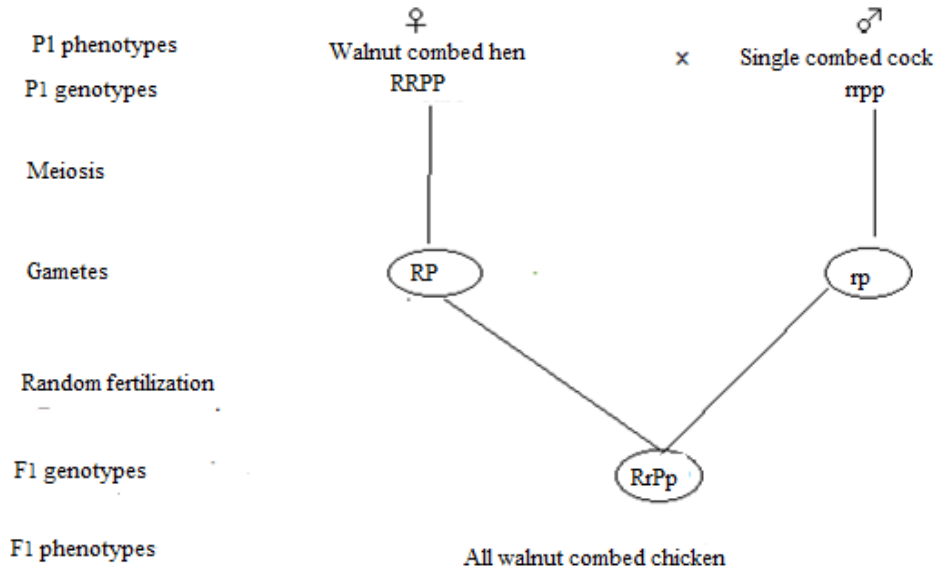 ♀ ♂
P1 phenotypes Walnut combed hen x Single combed cock
P1 genotypes RRPP rrpp
Meiosis
Gametes RP rp
Random fertilization
F1 genotypes RrPp
F1 phenotypes All walnut combed chicken